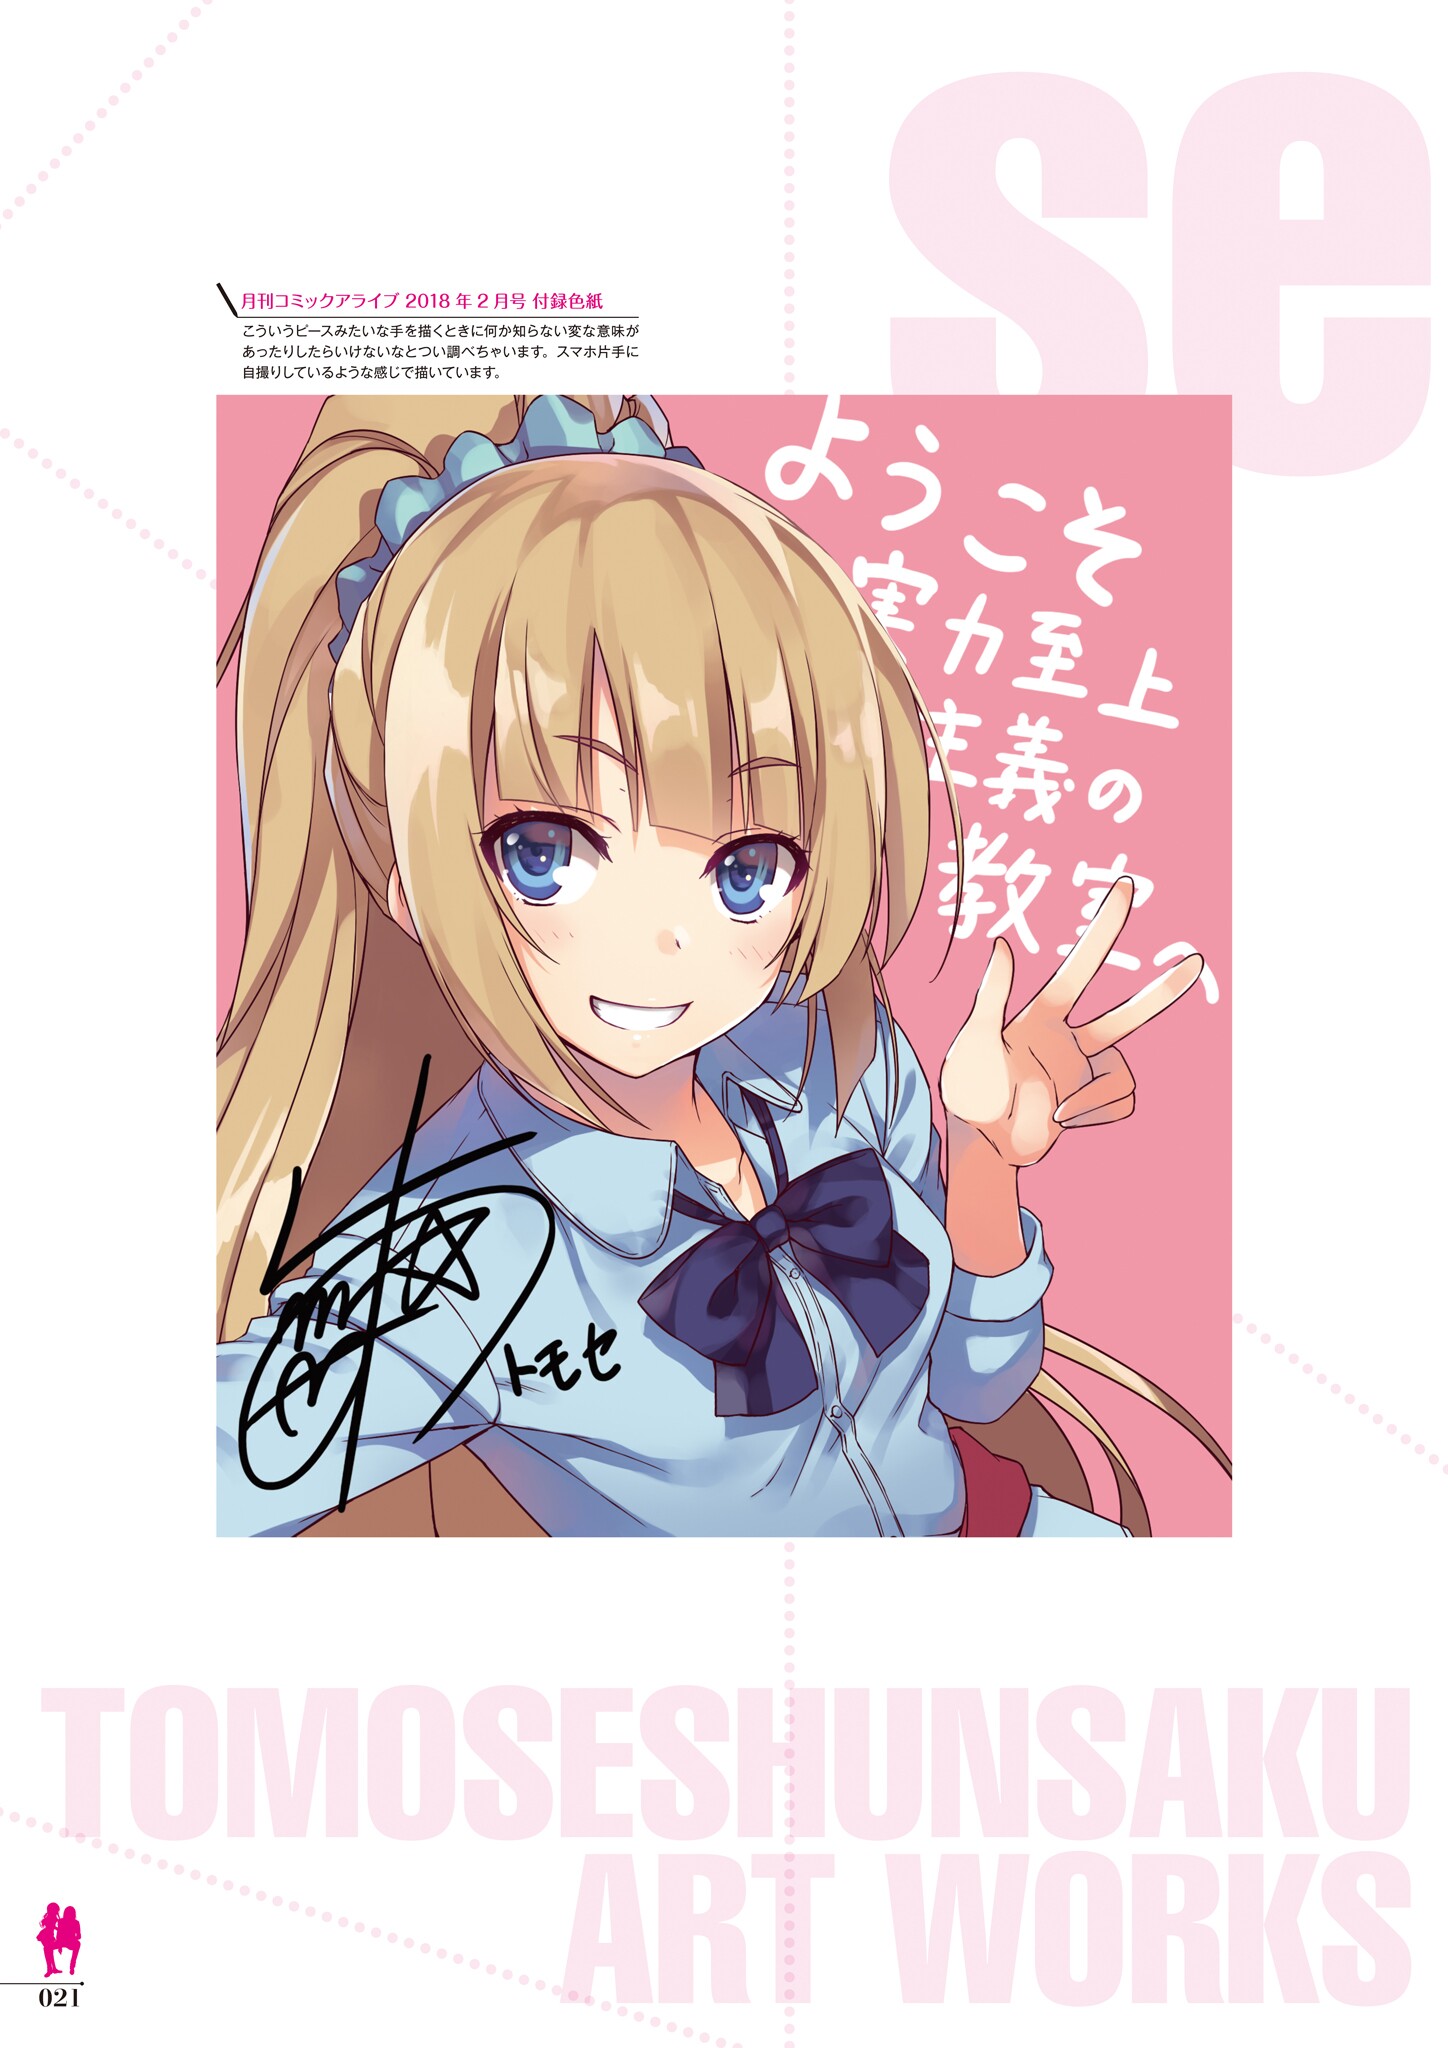 se
月刊コミックアライブ 2018 年 2 月号 付録色紙
こういうピースみたいな手を描くときに何か知らない変な意味が
あったりしたらいけないなとつい調べちゃいます。スマホ片手に
自撮りしているような感じで描いています。
ようこそ
実力至上
主義の
教室へ
トモセ
TOMOSESHUNSAKU
ART WORKS
021